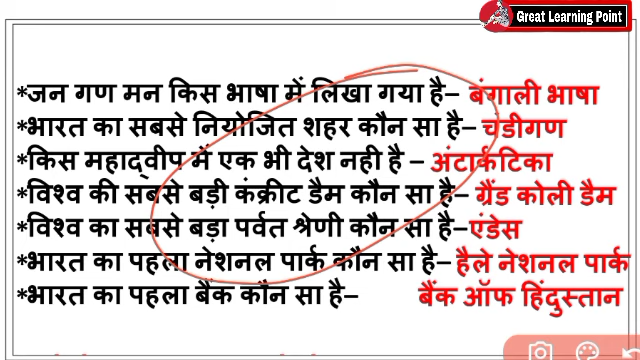 Great Learning Point
*जन गण मन किस भाषा में लिखा गया है– बंगाली भाषा
*भारत का सबसे नियोजित शहर कौन सा है– चंडीगण
*किस महाद्वीप में एक भी देश नही है – अंटार्कटिका
*विश्व की सबसे बड़ी कंक्रीट डैम कौन सा है– ग्रैंड कोली डैम
*विश्व का सबसे बड़ा पर्वत श्रेणी कौन सा है–एंडेस
*भारत का पहला नेशनल पार्क कौन सा है– हैले नेशनल पार्क
*भारत का पहला बैंक कौन सा है– बैंक ऑफ हिंदुस्तान